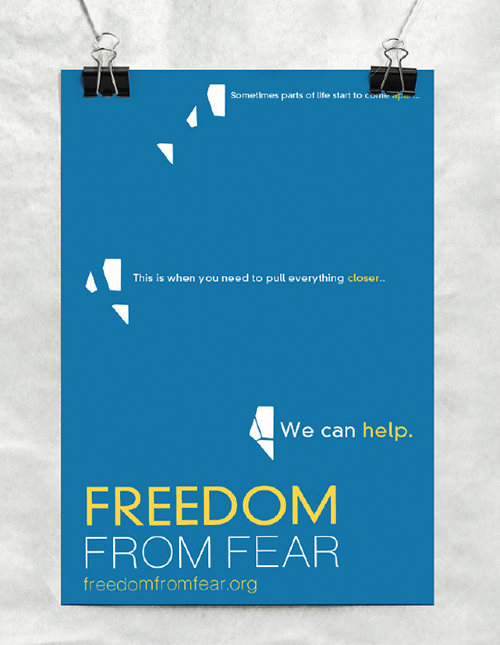 Sometimes parts of life start to come apart..
This is when you need to pull everything closer..
We can help.
FREEDOM
FROM FEAR
freedomfromfear.org